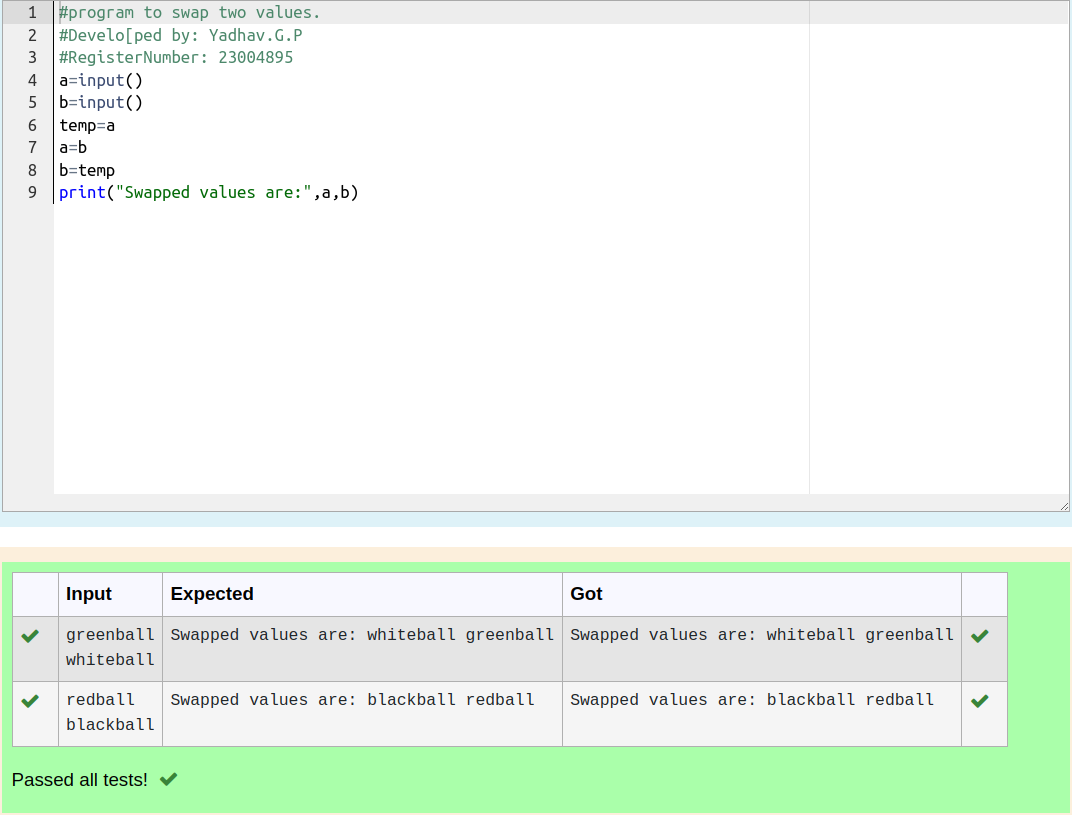 1 #program to swap two values.
2 #Develo[ped by: Yadhav.G.P
3 #RegisterNumber: 23004895
4 a=input()
5 b=input()
6 temp=a
7 a=b
8 b=temp
9 print("Swapped values are:",a,b)
Input Expected Got
greenball Swapped values are: whiteball greenball Swapped values are: whiteball greenball
whiteball
redball Swapped values are: blackball redball Swapped values are: blackball redball
blackball
Passed all tests!